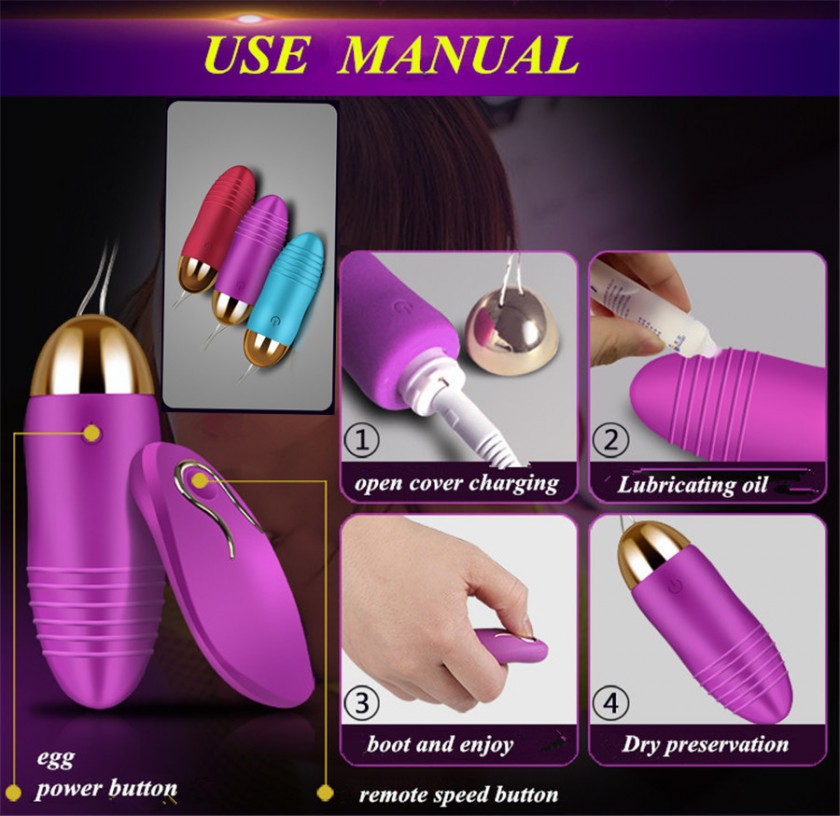 USE MANUAL
①
open cover charging
②
Lubricating oil
③
boot and enjoy
④
Dry preservation
egg
power button
remote speed button